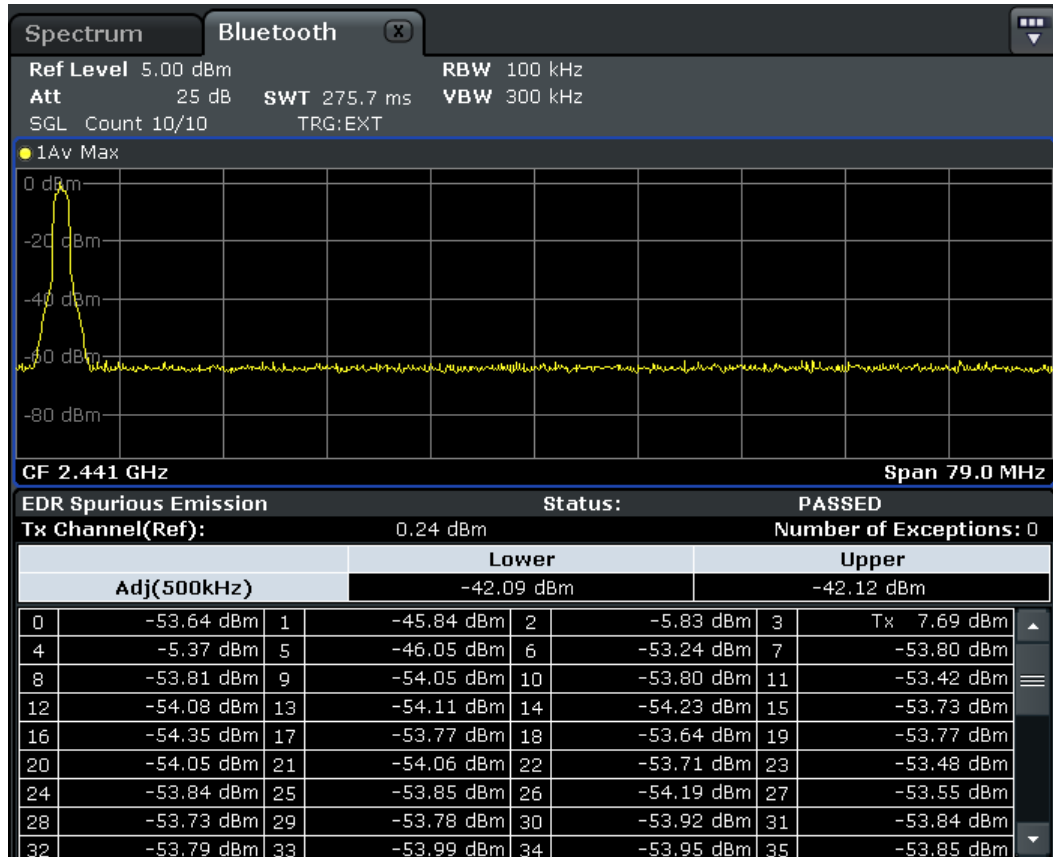 Spectrum Bluetooth X
Ref Level 5.00 dBm RBW 100 kHz
Att 25 dB SWT 275.7 ms VBW 300 kHz
SGL Count 10/10 TRG:EXT
1Av Max
0 dBm
-20 dBm
-40 dBm
-60 dBm
-80 dBm
CF 2.441 GHz Span 79.0 MHz
EDR Spurious Emission Status: PASSED
Tx Channel(Ref): 0.24 dBm Number of Exceptions: 0
Lower Upper
Adj(500kHz) -42.09 dBm -42.12 dBm
0 -53.64 dBm 1 -45.84 dBm 2 -5.83 dBm 3 Tx 7.69 dBm
4 -5.37 dBm 5 -46.05 dBm 6 -53.24 dBm 7 -53.80 dBm
8 -53.81 dBm 9 -54.05 dBm 10 -53.80 dBm 11 -53.42 dBm
12 -54.08 dBm 13 -54.11 dBm 14 -54.23 dBm 15 -53.73 dBm
16 -54.35 dBm 17 -53.77 dBm 18 -53.64 dBm 19 -53.77 dBm
20 -54.05 dBm 21 -54.06 dBm 22 -53.71 dBm 23 -53.48 dBm
24 -53.84 dBm 25 -53.85 dBm 26 -54.19 dBm 27 -53.55 dBm
28 -53.73 dBm 29 -53.78 dBm 30 -53.92 dBm 31 -53.84 dBm
32 -53.79 dBm 33 -53.99 dBm 34 -53.95 dBm 35 -53.85 dBm